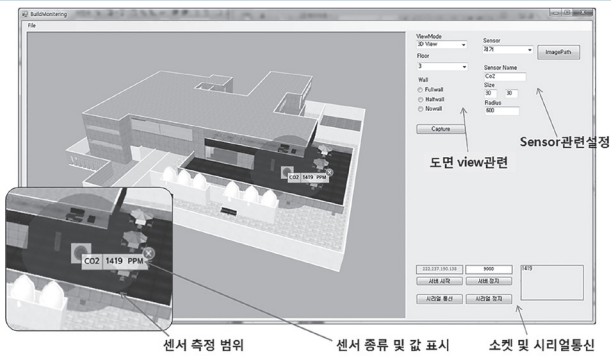 BuildMonitering
File
ViewMode
3D View
Floor
3
Wall
Fullwall
Halfwall
Nowall
Capture
Sensor
ImagePath
Sensor Name
Co2
Size
30 30
Radius
600
Sensor관련설정
도면 view관련
CO2 1419 PPM
CO2 1419 PPM
9000
1419
서버 시작 서버 정지
시리얼 통신 시리얼 정지
센서 측정 범위
센서 종류 및 값 표시
소켓 및 시리얼통신